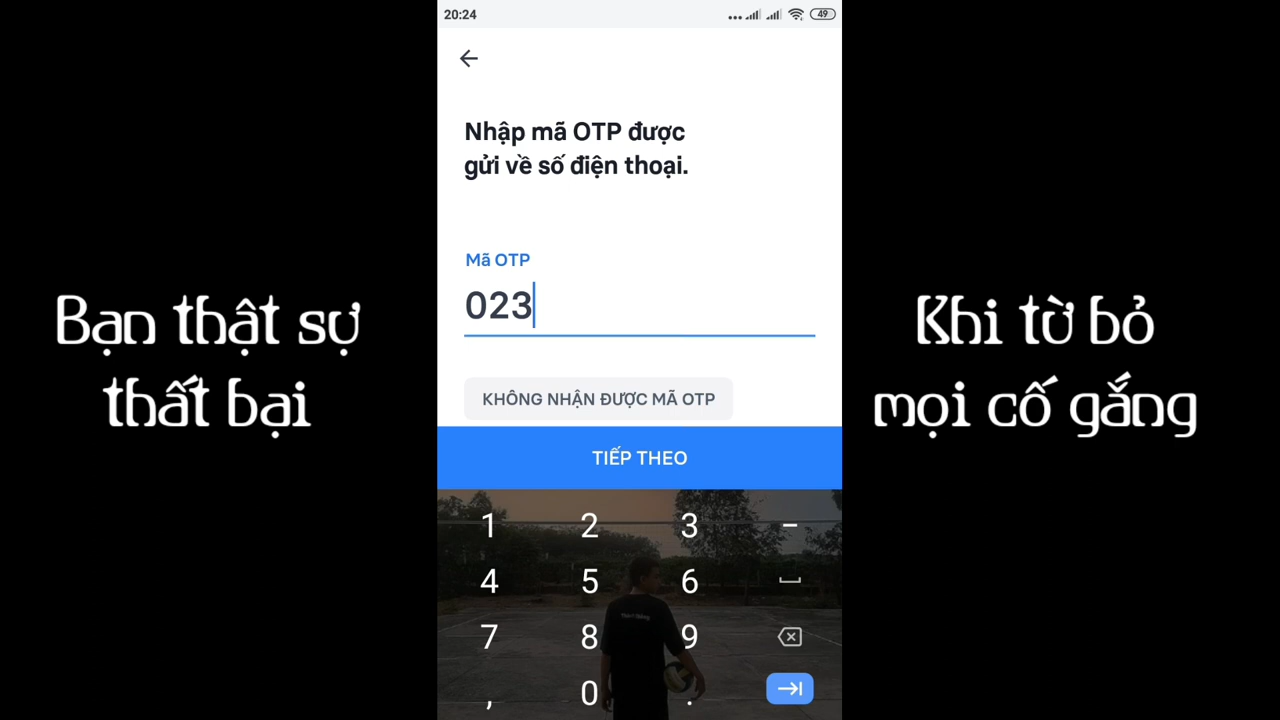 20:24
49
Nhập mã OTP được
gửi về số điện thoại.
Mã OTP
023
KHÔNG NHẬN ĐƯỢC MÃ OTP
TIẾP THEO
Bạn thật sự
thất bại
Khi từ bỏ
mọi cố gắng
1 2 3 -
4 5 6
7 8 9
, 0 .